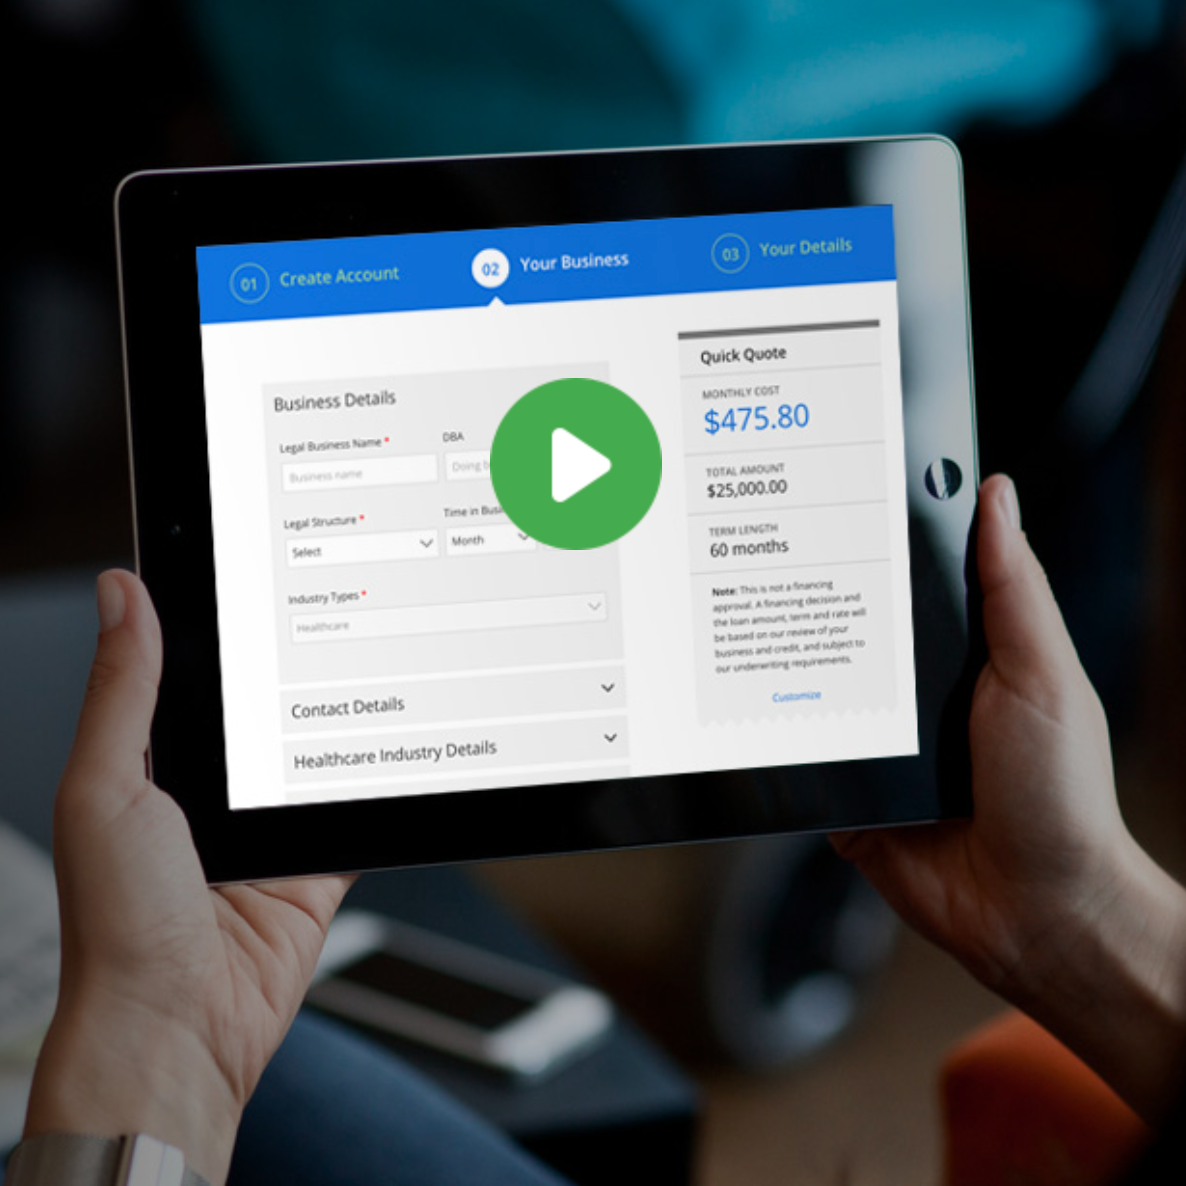 01 Create Account
02 Your Business
03 Your Details
Business Details
Legal Business Name *
DBA
Business name
Doing b
Legal Structure *
Time in Busi
Select
Month
Industry Types *
Healthcare
Contact Details
Healthcare Industry Details
Quick Quote
MONTHLY COST
$475.80
TOTAL AMOUNT
$25,000.00
TERM LENGTH
60 months
Note: This is not a financing
approval. A financing decision and
the loan amount, term and rate will
be based on our review of your
business and credit, and subject to
our underwriting requirements.
Customize